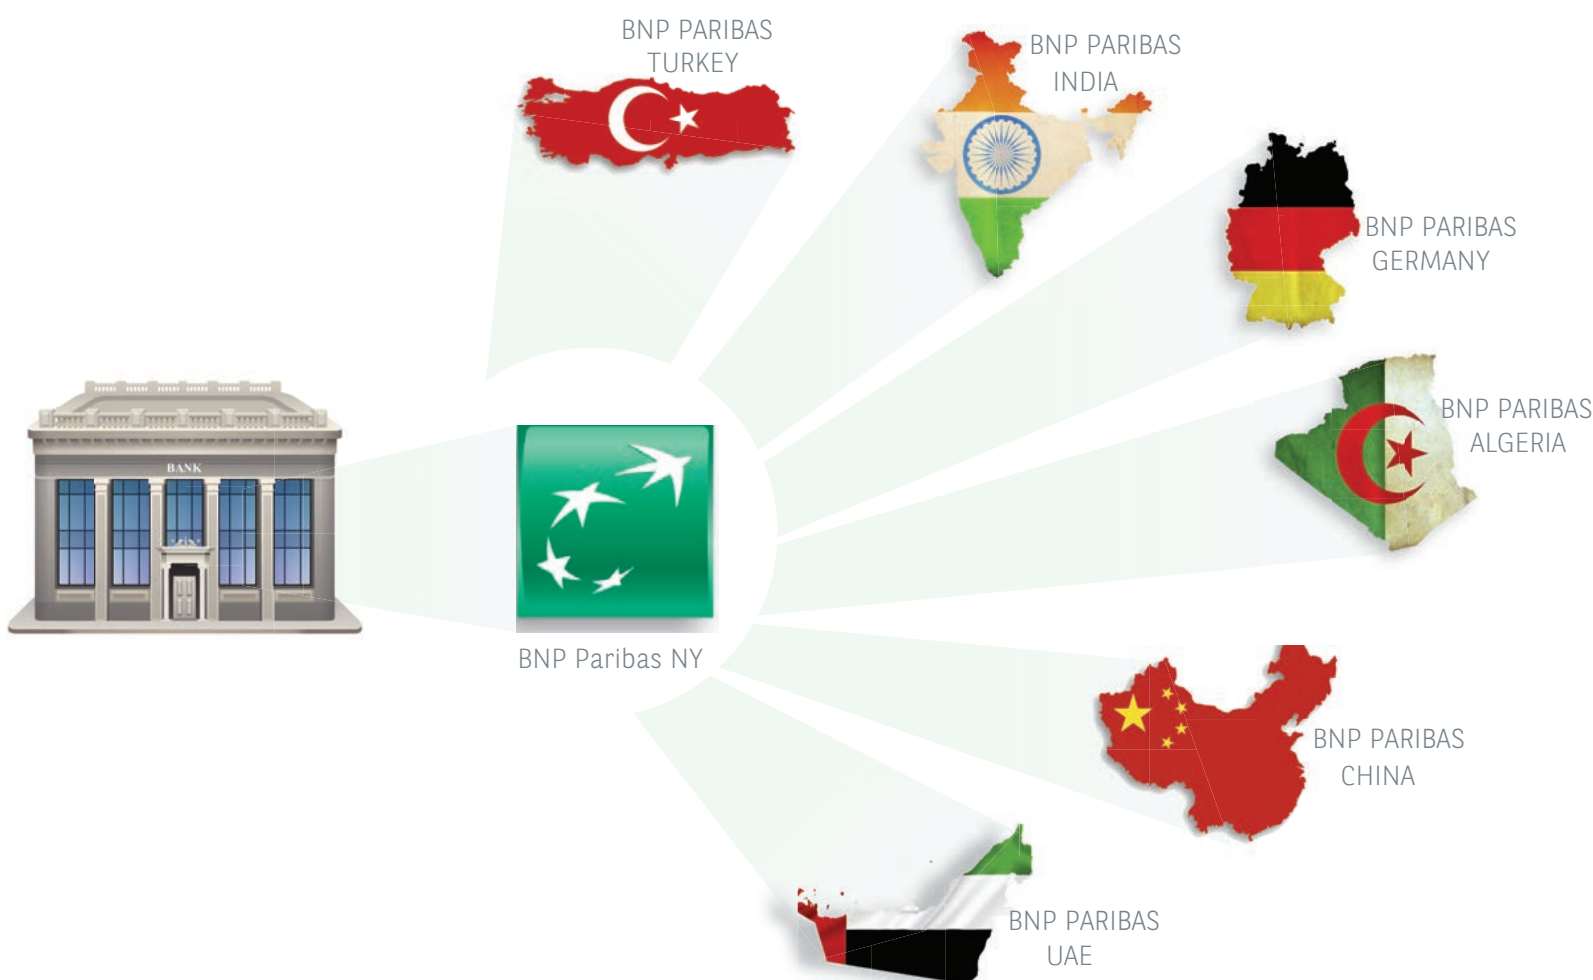 BNP PARIBAS
TURKEY
BNP PARIBAS
INDIA
BNP PARIBAS
GERMANY
BNP PARIBAS
ALGERIA
BANK
BNP Paribas NY
BNP PARIBAS
CHINA
BNP PARIBAS
UAE